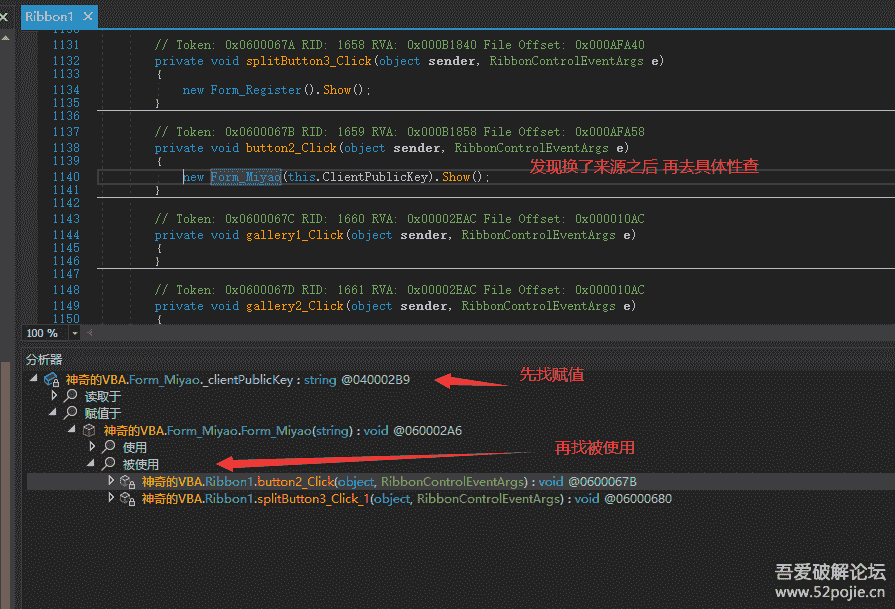 Ribbon1 ×
1131 // Token: 0x0600067A RID: 1658 RVA: 0x000B1840 File Offset: 0x000AFA40
1132 private void splitButton3_Click(object sender, RibbonControlEventArgs e)
1133 {
1134 new Form_Register().Show();
1135 }
1136
1137 // Token: 0x0600067B RID: 1659 RVA: 0x000B1858 File Offset: 0x000AFA58
1138 private void button2_Click(object sender, RibbonControlEventArgs e)
1139 {
发现换了来源之后 再去具体性查
1140 new Form_Miyao(this.ClientPublicKey).Show();
1141 }
1142
1143 // Token: 0x0600067C RID: 1660 RVA: 0x00002EAC File Offset: 0x000010AC
1144 private void gallery1_Click(object sender, RibbonControlEventArgs e)
1145 {
1146 }
1147
1148 // Token: 0x0600067D RID: 1661 RVA: 0x00002EAC File Offset: 0x000010AC
1149 private void gallery2_Click(object sender, RibbonControlEventArgs e)
1150 {
100 %
分析器
神奇的VBA.Form_Miyao._clientPublicKey : string @040002B9
先找赋值
读取于
赋值于
神奇的VBA.Form_Miyao.Form_Miyao(string) : void @060002A6
使用
再找被使用
被使用
神奇的VBA.Ribbon1.button2_Click(object, RibbonControlEventArgs) : void @0600067B
神奇的VBA.Ribbon1.splitButton3_Click_1(object, RibbonControlEventArgs) : void @06000680
吾爱破解论坛
www.52pojie.cn